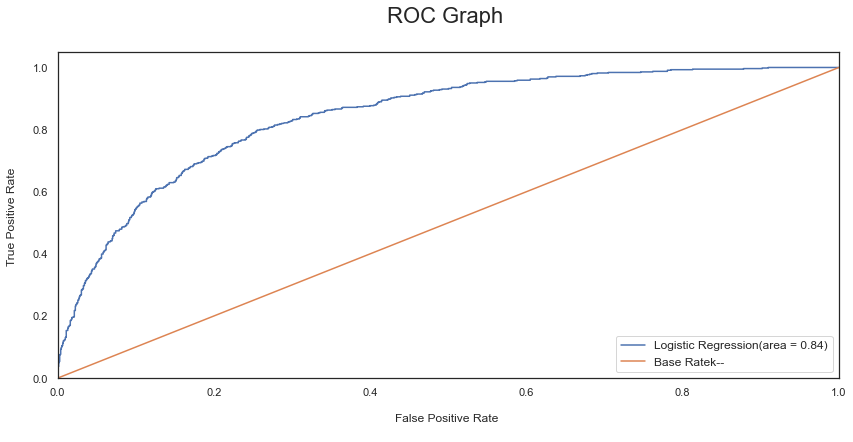 ROC Graph
1.0
0.8
0.6
0.4
0.2
0.0
True Positive Rate
Logistic Regression(area = 0.84)
Base Ratek--
0.0 0.2 0.4 0.6 0.8 1.0
False Positive Rate